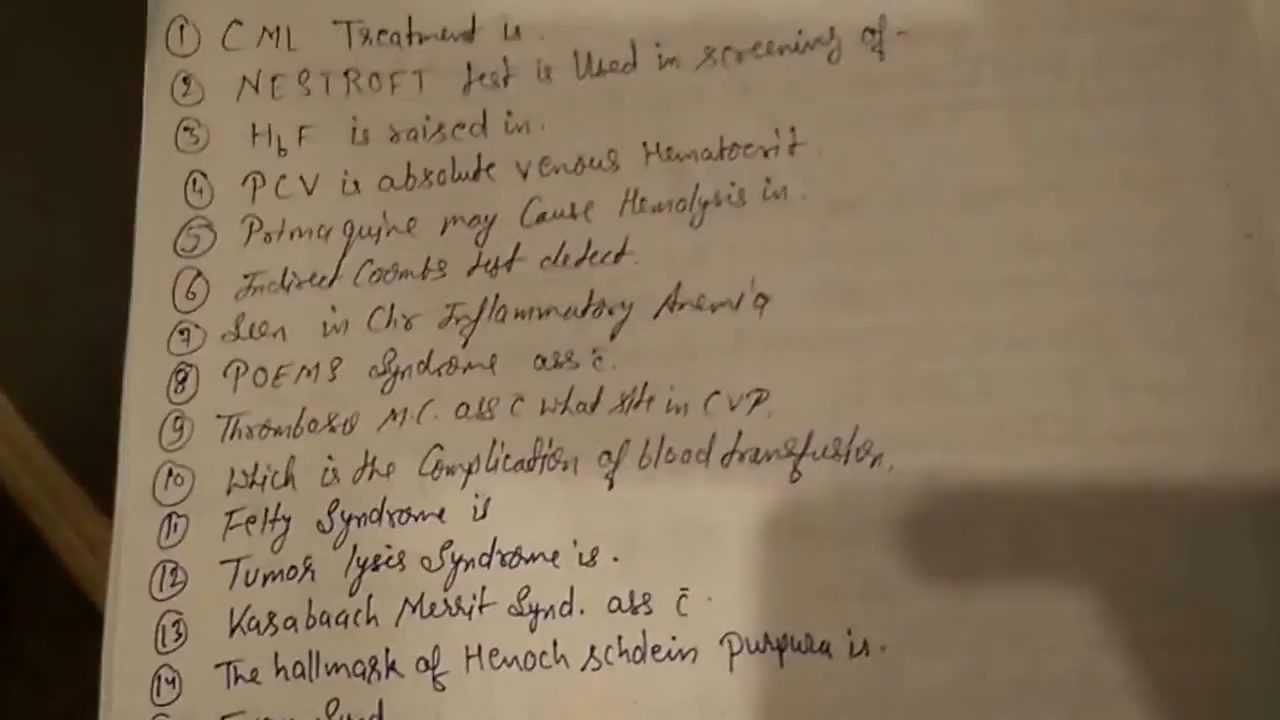 ① CML Treatment is.
② NESTROFT test is Used in screening of-
③ HbF is raised in.
④ PCV is absolute venous Hematocrit
⑤ Potmaquine may Cause Hemolysis in.
⑥ Indirect Coombs test detect.
⑦ Seen in Chr Inflammatory Anemia
⑧ POEMS Syndrome ass c̄.
⑨ Thromboses M.C. ass c̄ what site in CVP.
⑩ Which is the Complication of blood transfusion.
⑪ Felty Syndrome is
⑫ Tumor lysis Syndrome is.
⑬ Kasabaach Merrit Synd. ass c̄.
⑭ The hallmark of Henoch schdein purpura is.
Synd